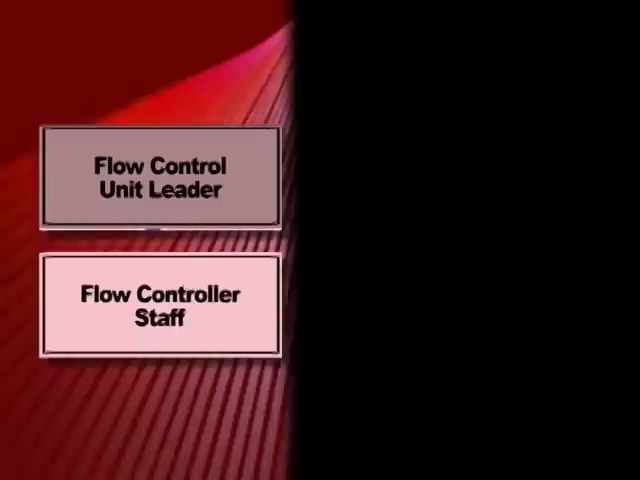 Flow Control
Unit Leader
Flow Controller
Staff